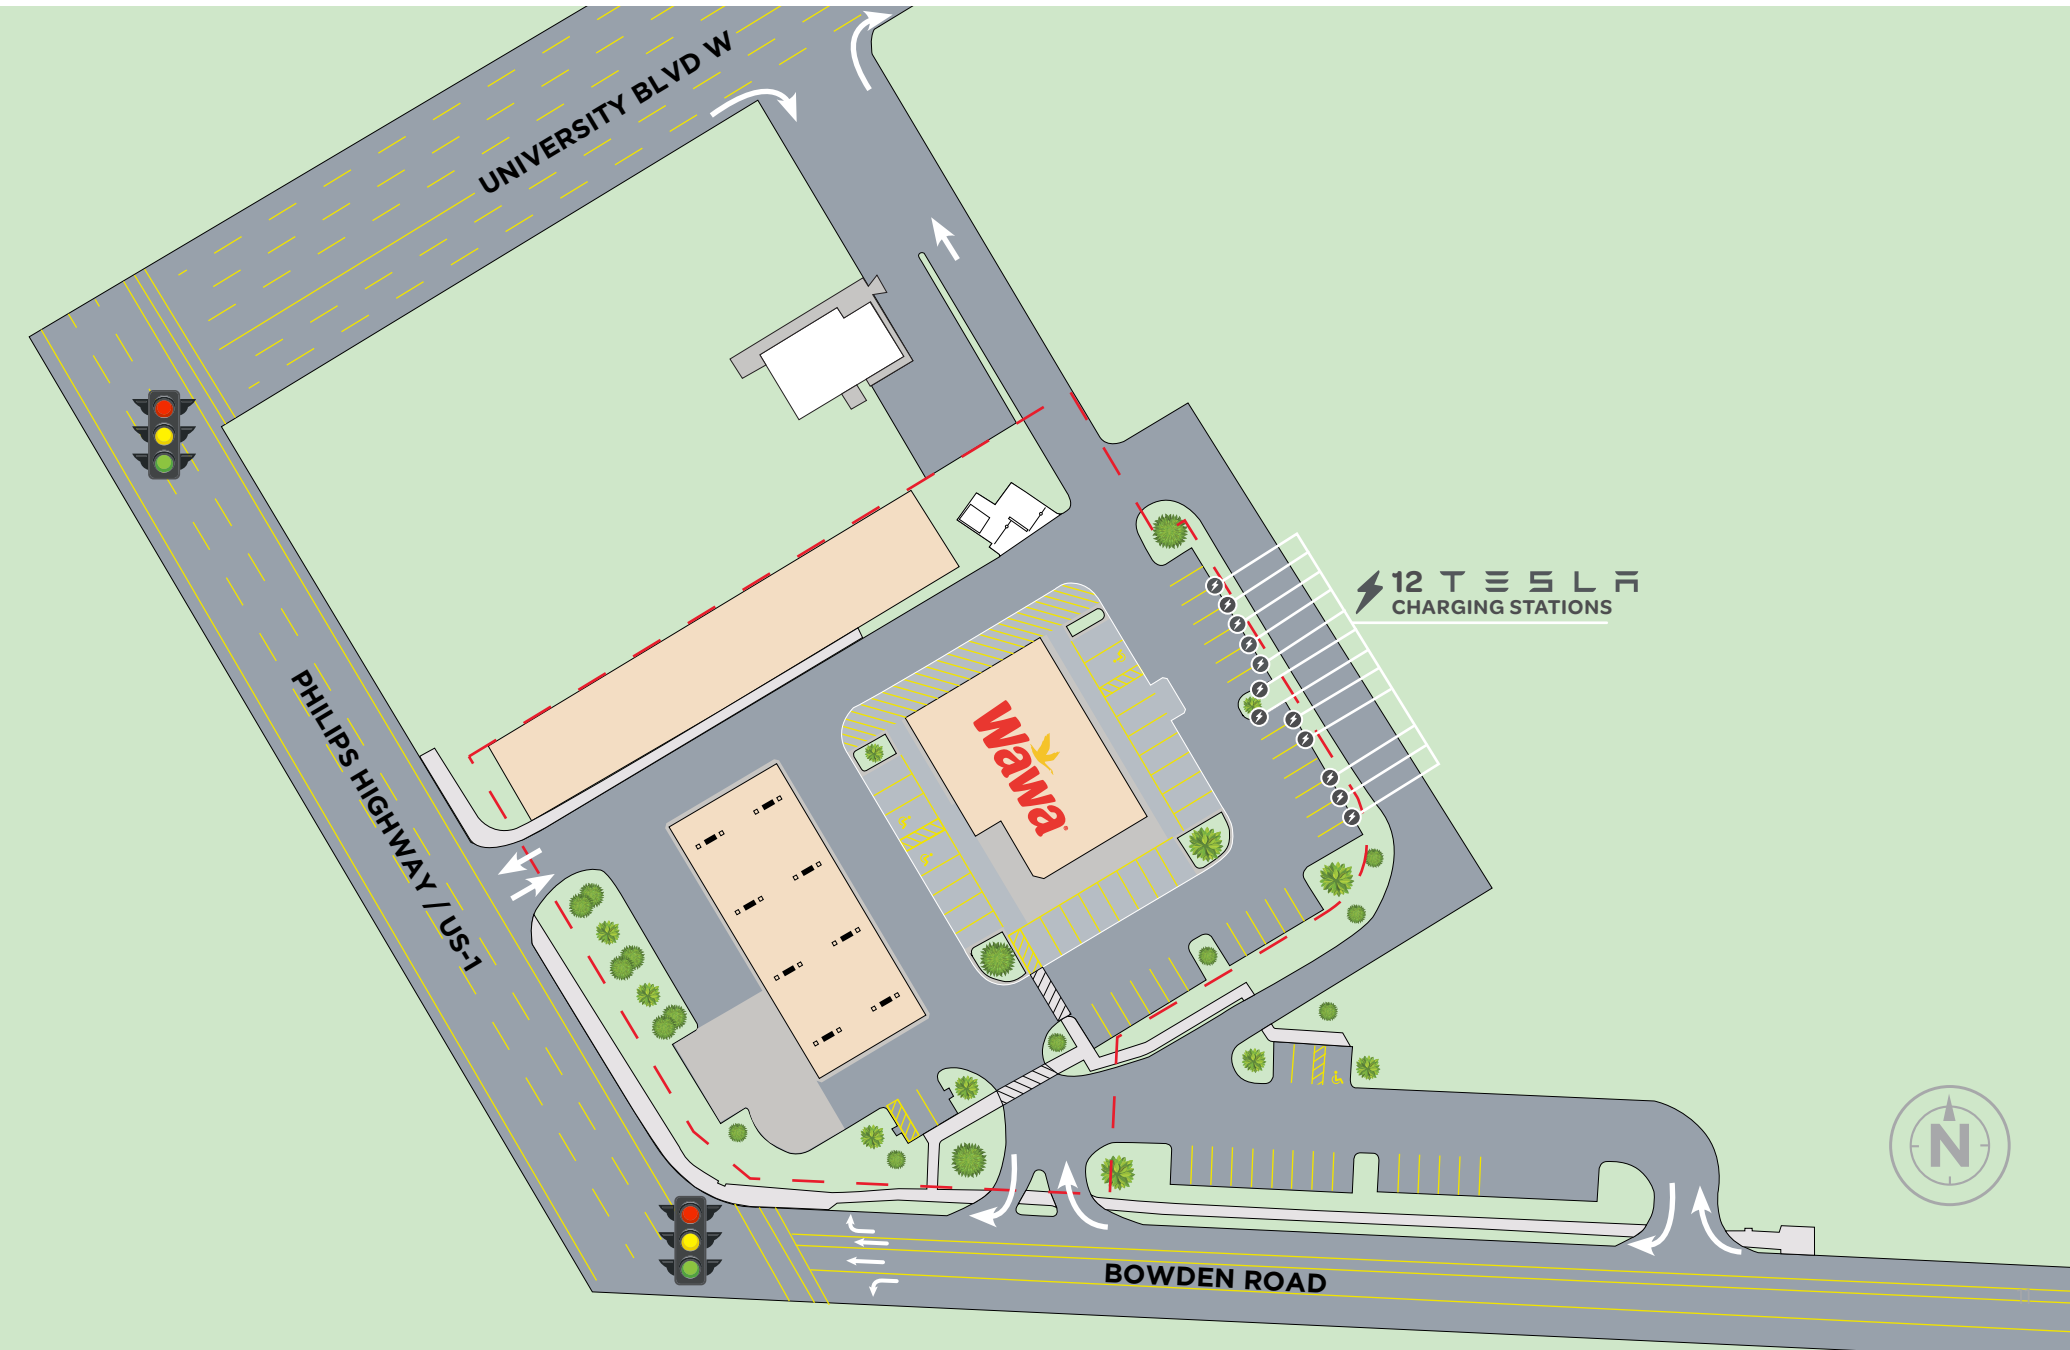 UNIVERSITY BLVD W
12 TESLA
CHARGING STATIONS
PHILIPS HIGHWAY / US-1
Wawa
N
BOWDEN ROAD